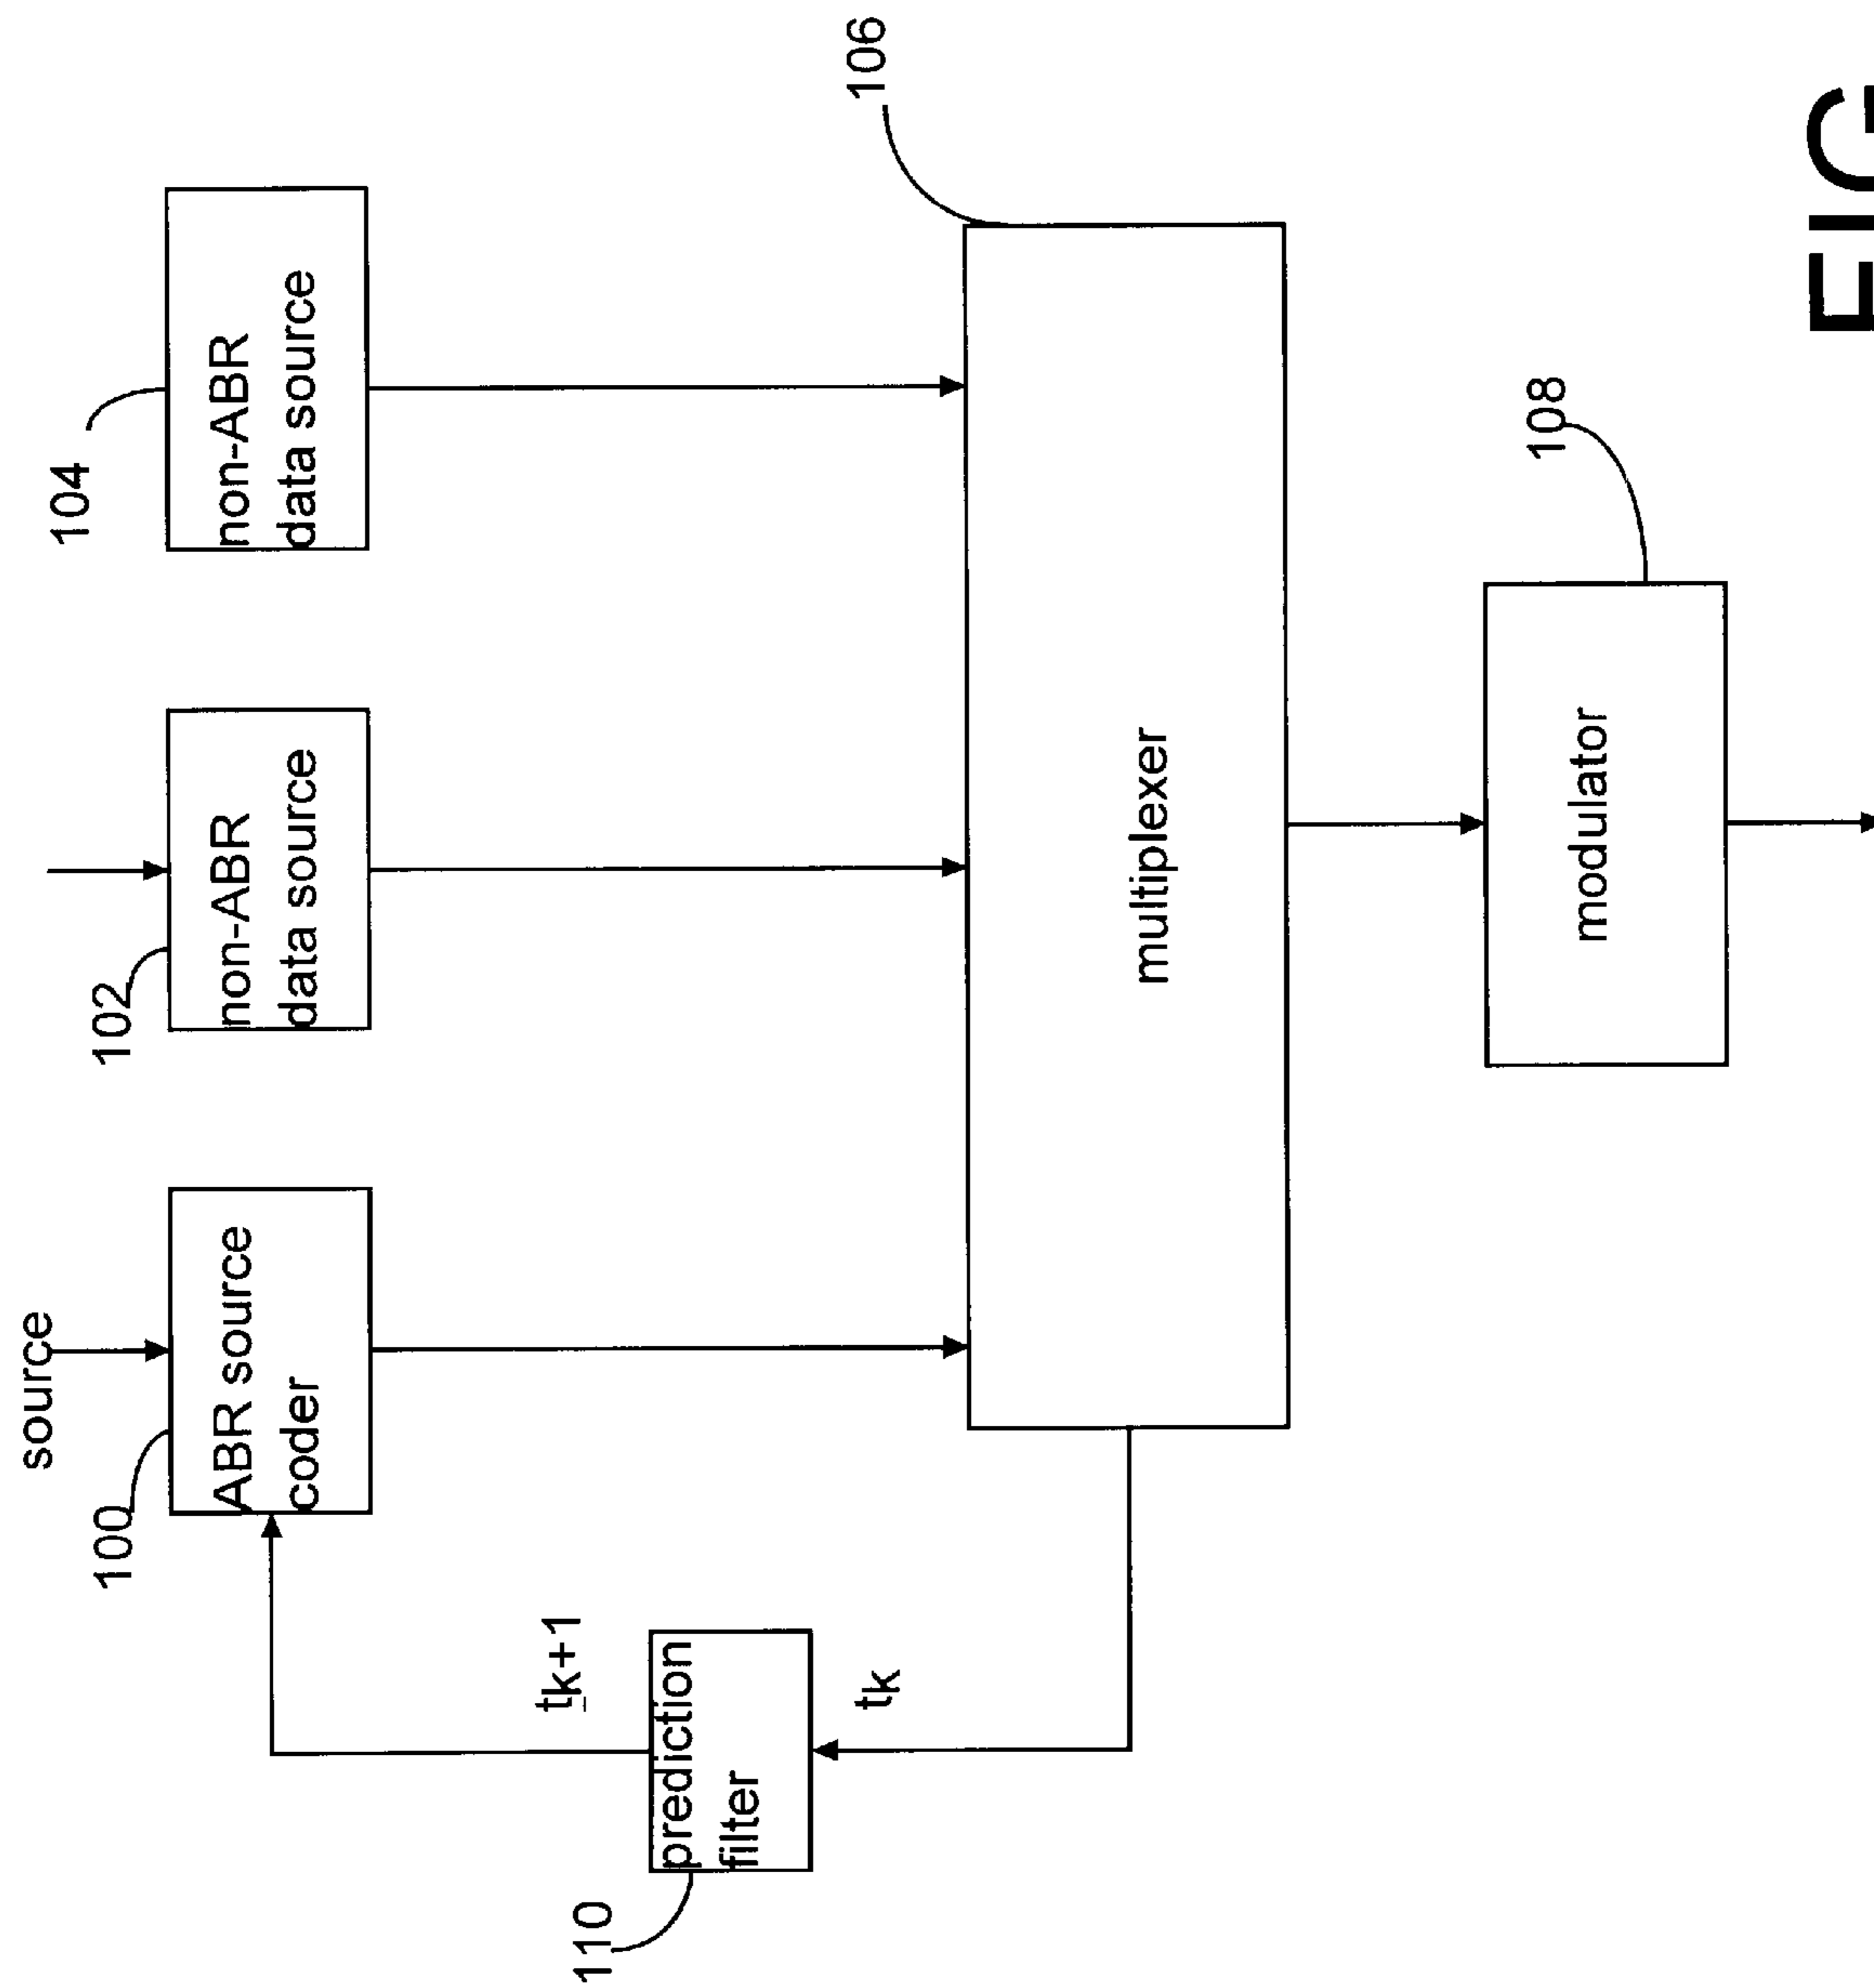 source
100
ABR source
coder
102
non-ABR
data source
104
non-ABR
data source
110
prediction
filter
tk+1
tk
106
multiplexer
108
modulator
FIG